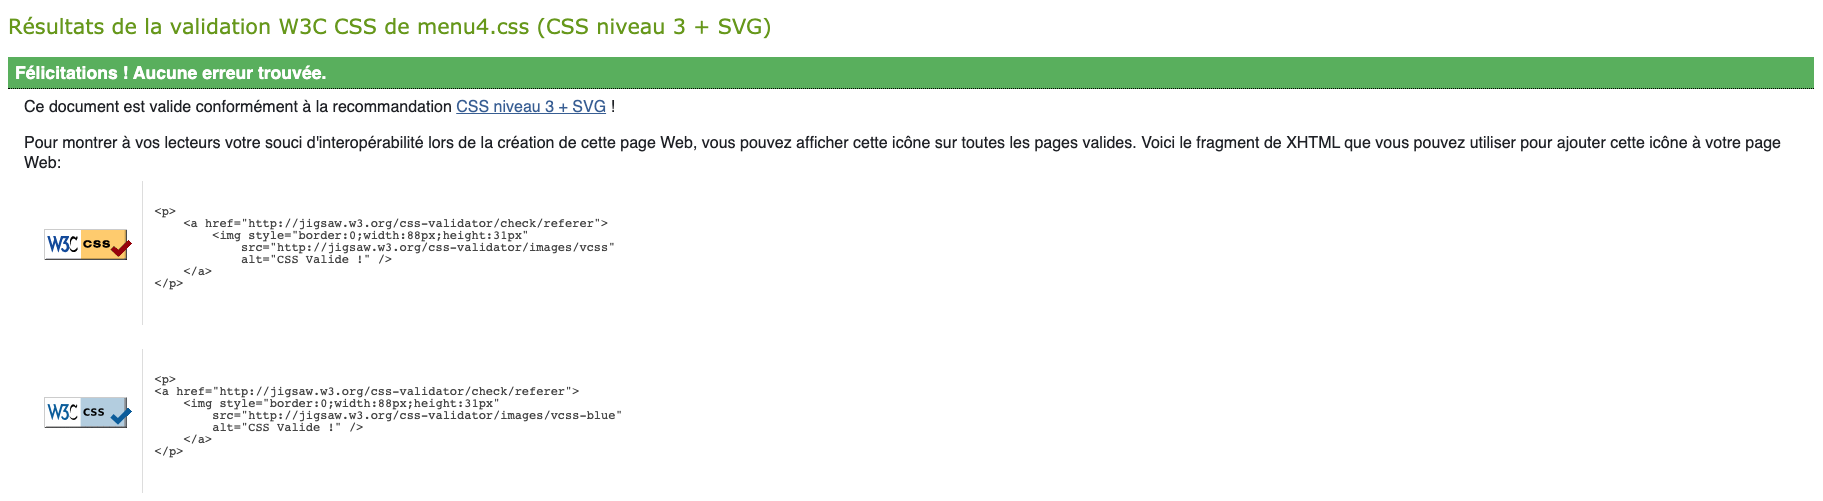 Résultats de la validation W3C CSS de menu4.css (CSS niveau 3 + SVG)
Félicitations ! Aucune erreur trouvée.
Ce document est valide conformément à la recommandation CSS niveau 3 + SVG !
Pour montrer à vos lecteurs votre souci d'interopérabilité lors de la création de cette page Web, vous pouvez afficher cette icône sur toutes les pages valides. Voici le fragment de XHTML que vous pouvez utiliser pour ajouter cette icône à votre page
Web:
W3C css
<p>
    <a href="http://jigsaw.w3.org/css-validator/check/referer">
        <img style="border:0;width:88px;height:31px"
            src="http://jigsaw.w3.org/css-validator/images/vcss"
            alt="CSS Valide !" />
    </a>
</p>
W3C css
<p>
<a href="http://jigsaw.w3.org/css-validator/check/referer">
    <img style="border:0;width:88px;height:31px"
        src="http://jigsaw.w3.org/css-validator/images/vcss-blue"
        alt="CSS Valide !" />
    </a>
</p>